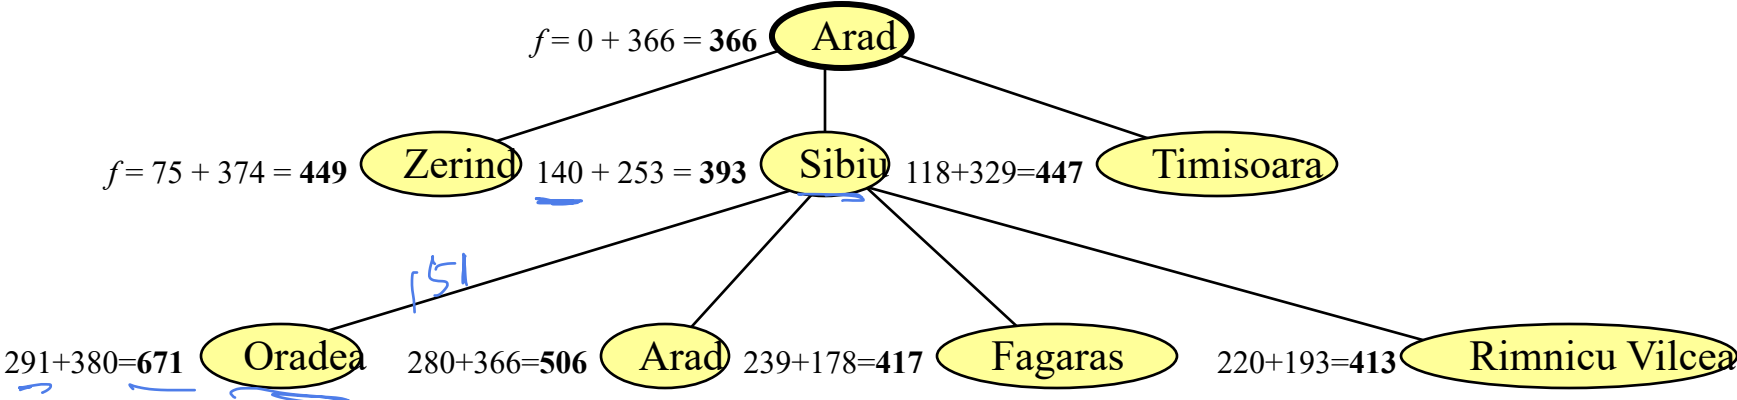 f = 0 + 366 = 366 Arad
f = 75 + 374 = 449 Zerind 140 + 253 = 393 Sibiu 118+329=447 Timisoara
151
291+380=671 Oradea 280+366=506 Arad 239+178=417 Fagaras 220+193=413 Rimnicu Vilcea